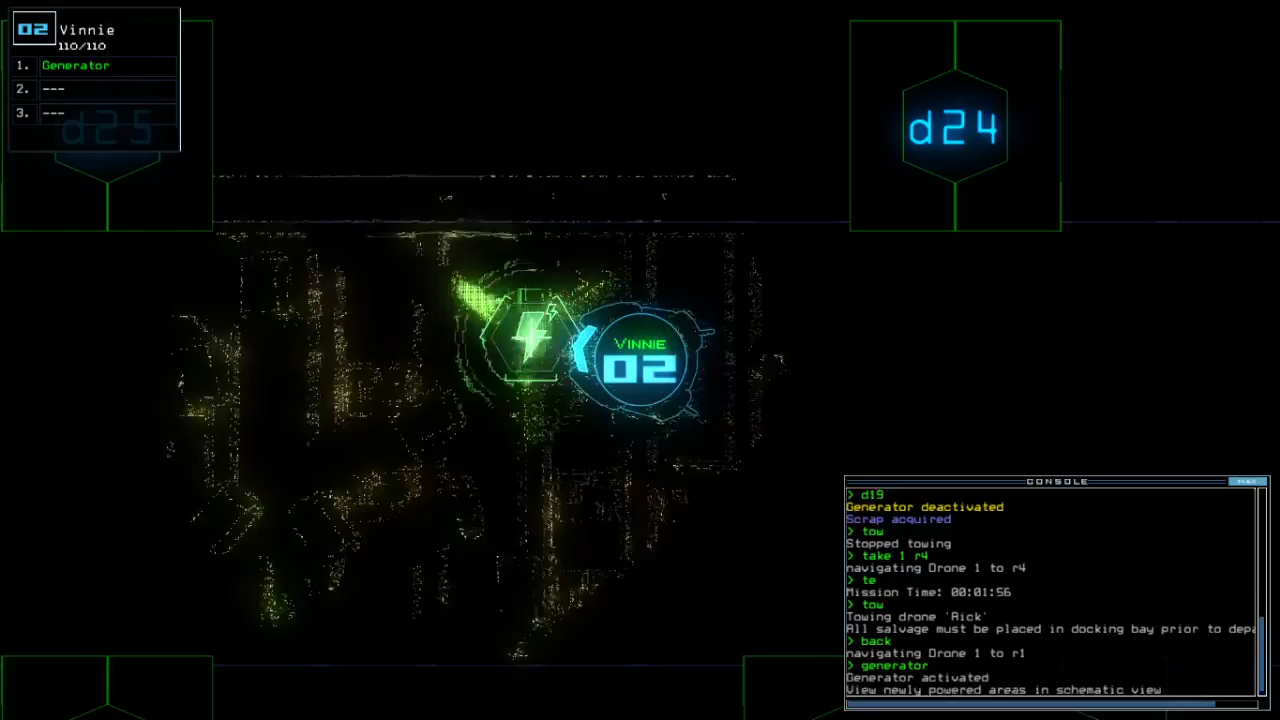 02 Vinnie
110/110
1. Generator
2. ---
3. ---
d25
d24
VINNIE
02
CONSOLE
MAX
> d19
Generator deactivated
Scrap acquired
> tow
Stopped towing
> take 1 r4
navigating Drone 1 to r4
> te
Mission Time: 00:01:56
> tow
Towing drone 'Rick'
All salvage must be placed in docking bay prior to depa
> back
navigating Drone 1 to r1
> generator
Generator activated
View newly powered areas in schematic view